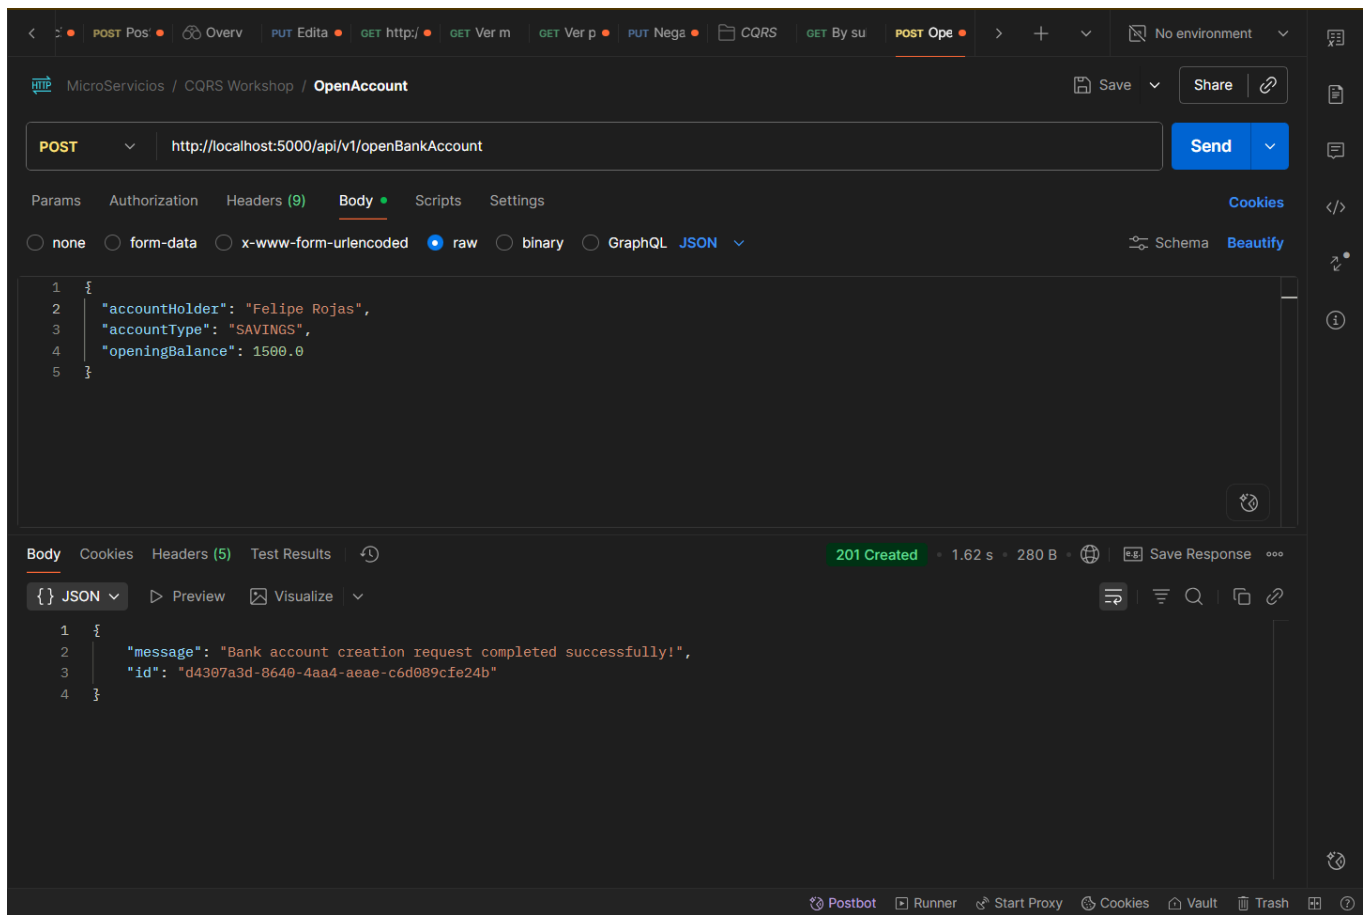 POST Pos Overv PUT Edita GET http:/ GET Ver m GET Ver p PUT Nega CQRS GET By su POST Ope No environment
HTTP MicroServicios / CQRS Workshop / OpenAccount Save Share
POST http://localhost:5000/api/v1/openBankAccount Send
Params Authorization Headers (9) Body Scripts Settings Cookies
none form-data x-www-form-urlencoded raw binary GraphQL JSON Schema Beautify
1 {
2 "accountHolder": "Felipe Rojas",
3 "accountType": "SAVINGS",
4 "openingBalance": 1500.0
5 }
Body Cookies Headers (5) Test Results 201 Created • 1.62 s • 280 B • e.g. Save Response
{} JSON Preview Visualize
1 {
2 "message": "Bank account creation request completed successfully!",
3 "id": "d4307a3d-8640-4aa4-aeae-c6d089cfe24b"
4 }
Postbot Runner Start Proxy Cookies Vault Trash